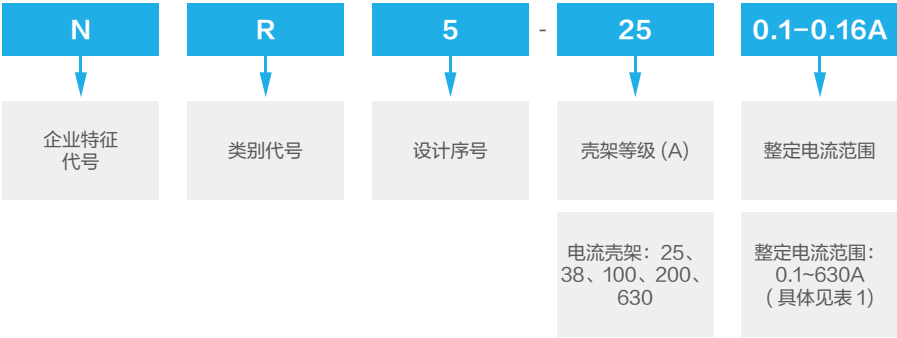 N R 5 - 25 0.1-0.16A
企业特征
代号
类别代号
设计序号
壳架等级 (A)
整定电流范围
电流壳架：25、
38、100、200、
630
整定电流范围：
0.1~630A
( 具体见表 1)